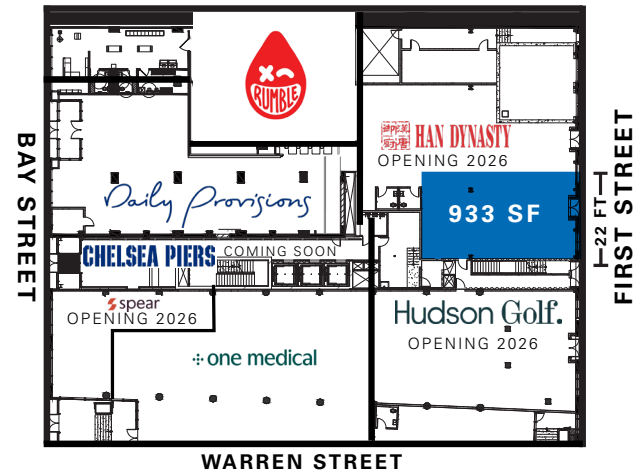 RUMBLE
HAN DYNASTY
OPENING 2026
BAY STREET
Daily Provisions
933 SF
22 FT
FIRST STREET
CHELSEA PIERS COMING SOON
spear
OPENING 2026
Hudson Golf.
OPENING 2026
one medical
WARREN STREET